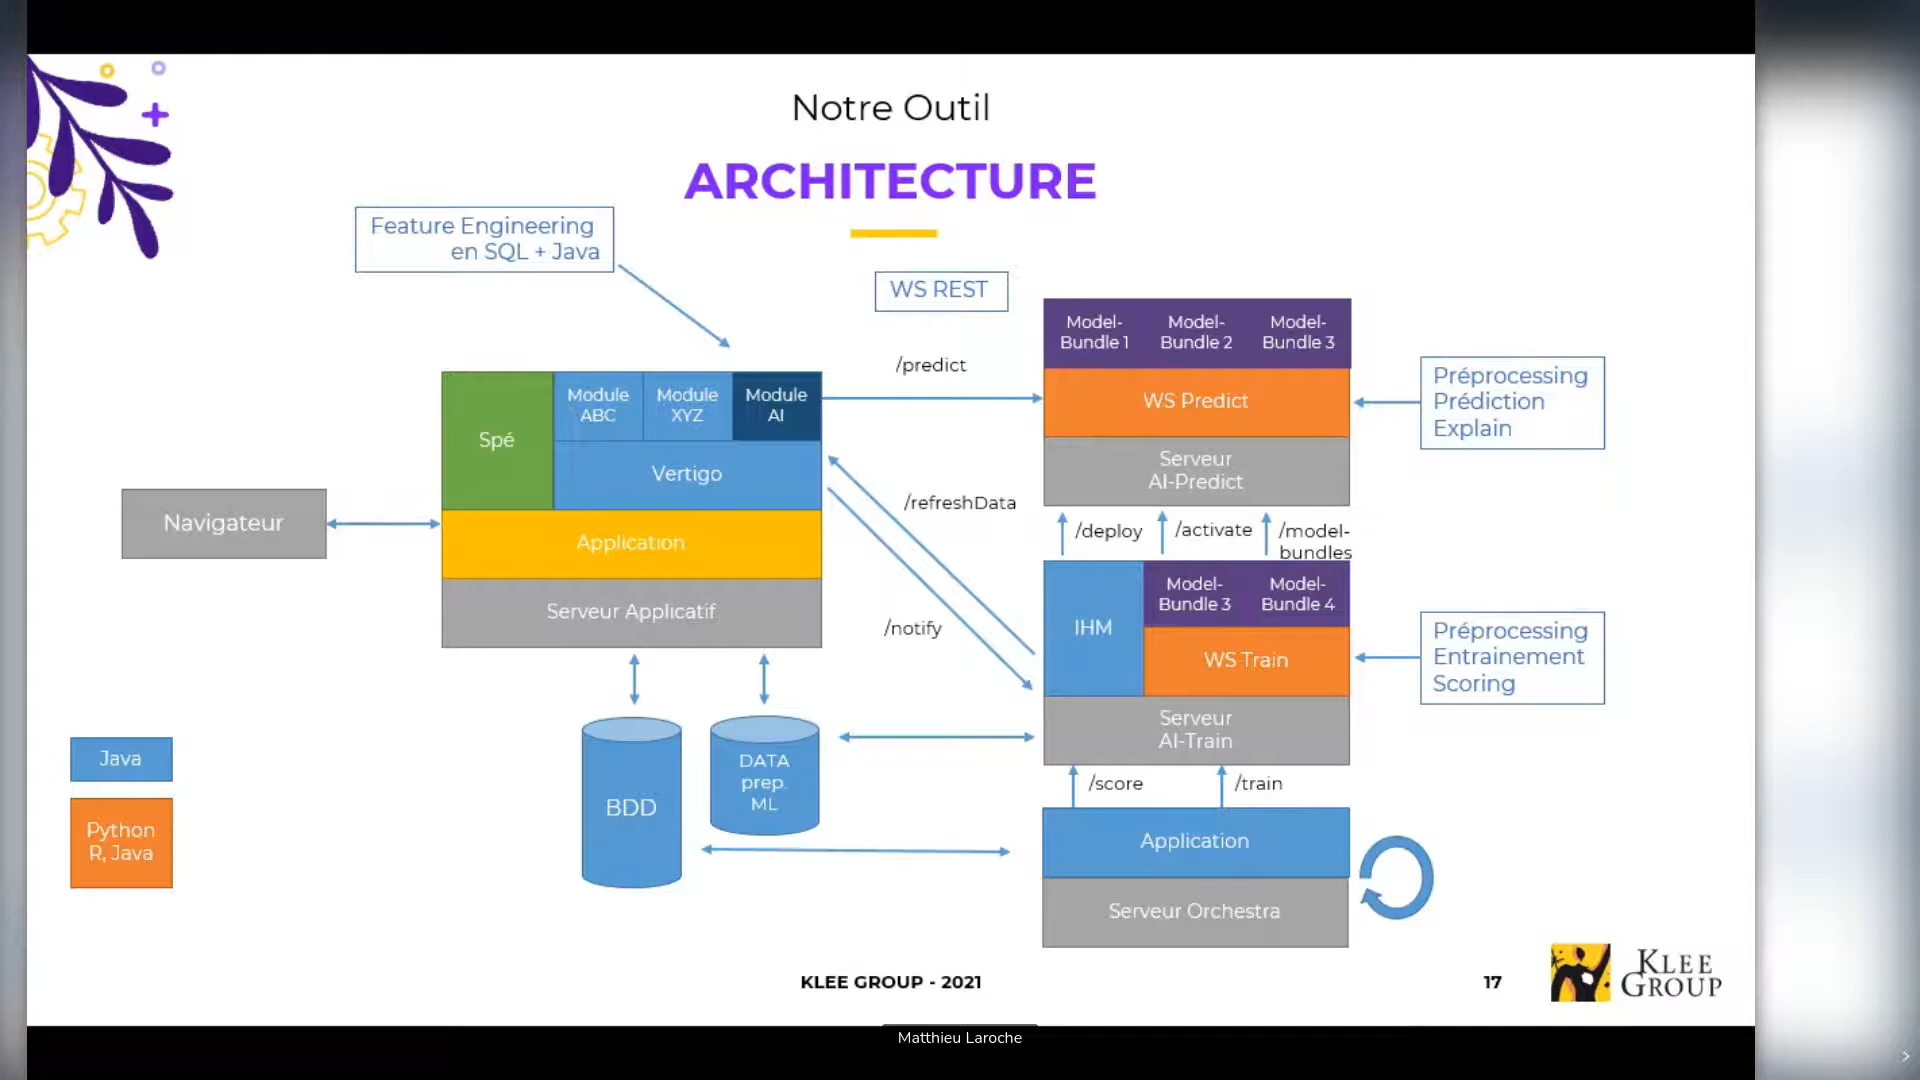 Notre Outil
ARCHITECTURE
Feature Engineering
en SQL + Java
WS REST
/predict
Model-
Bundle 1
Model-
Bundle 2
Model-
Bundle 3
WS Predict
Serveur
AI-Predict
Préprocessing
Prédiction
Explain
Spé
Module
ABC
Module
XYZ
Module
AI
Vertigo
Application
Serveur Applicatif
Navigateur
/refreshData
/notify
/deploy
/activate
/model-
bundles
IHM
Model-
Bundle 3
Model-
Bundle 4
WS Train
Serveur
AI-Train
Préprocessing
Entrainement
Scoring
BDD
DATA
prep.
ML
/score
/train
Application
Serveur Orchestra
Java
Python
R, Java
KLEE GROUP - 2021
17
KLEE
GROUP
Matthieu Laroche